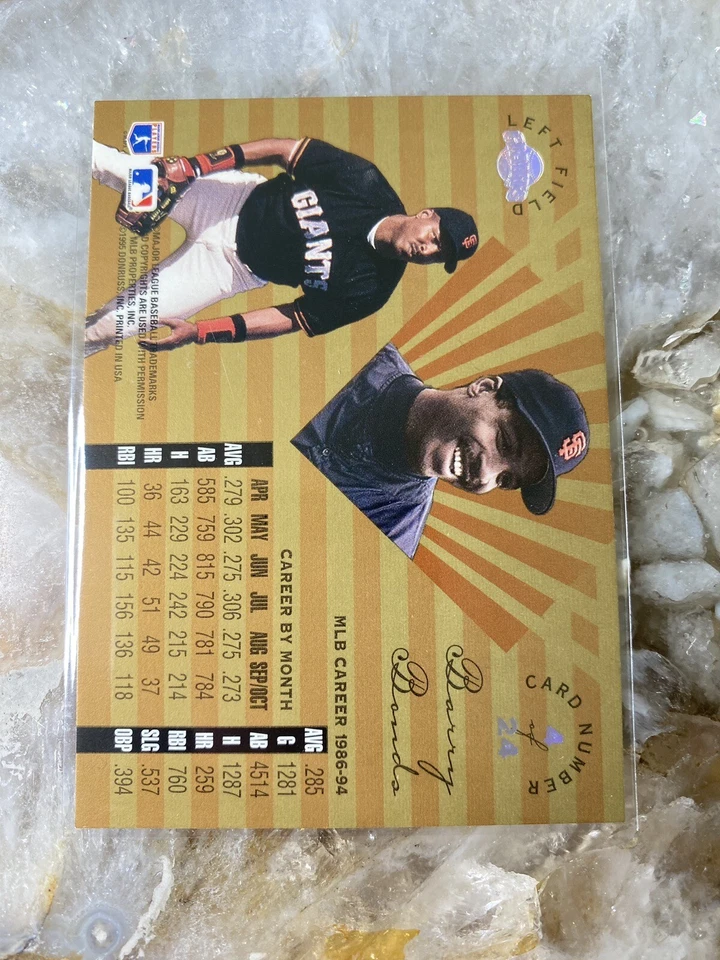 LEFT FIELD
CARD NUMBER
of
24
SF
GIANTS
SF
Barry
Bonds
MLB CAREER 1986-94
AVG .285
G 1281
AB 4514
H 1287
HR 259
RBI 760
SLG .537
OBP .394
CAREER BY MONTH
APR MAY JUN JUL AUG SEP/OCT
AVG .279 .302 .275 .306 .275 .273
AB 585 759 815 790 781 784
H 163 229 224 242 215 214
HR 36 44 42 51 49 37
RBI 100 135 115 156 136 118
MAJOR LEAGUE BASEBALL TRADEMARKS
COPYRIGHTS ARE USED WITH PERMISSION
MLB PROPERTIES, INC.
©1995 DONRUSS, INC. PRINTED IN USA